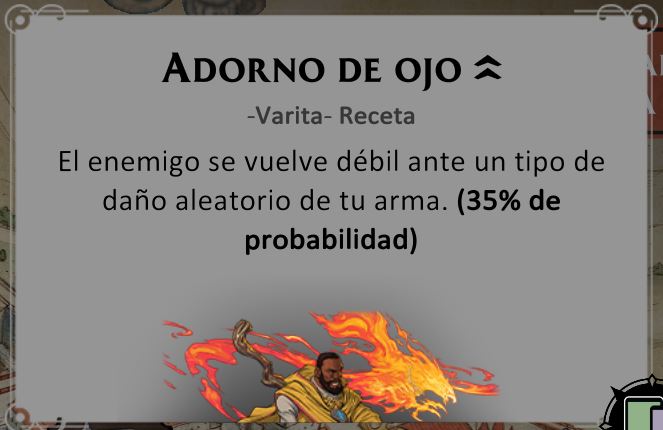 Adorno de ojo
-Varita- Receta
El enemigo se vuelve débil ante un tipo de
daño aleatorio de tu arma. (35% de
probabilidad)